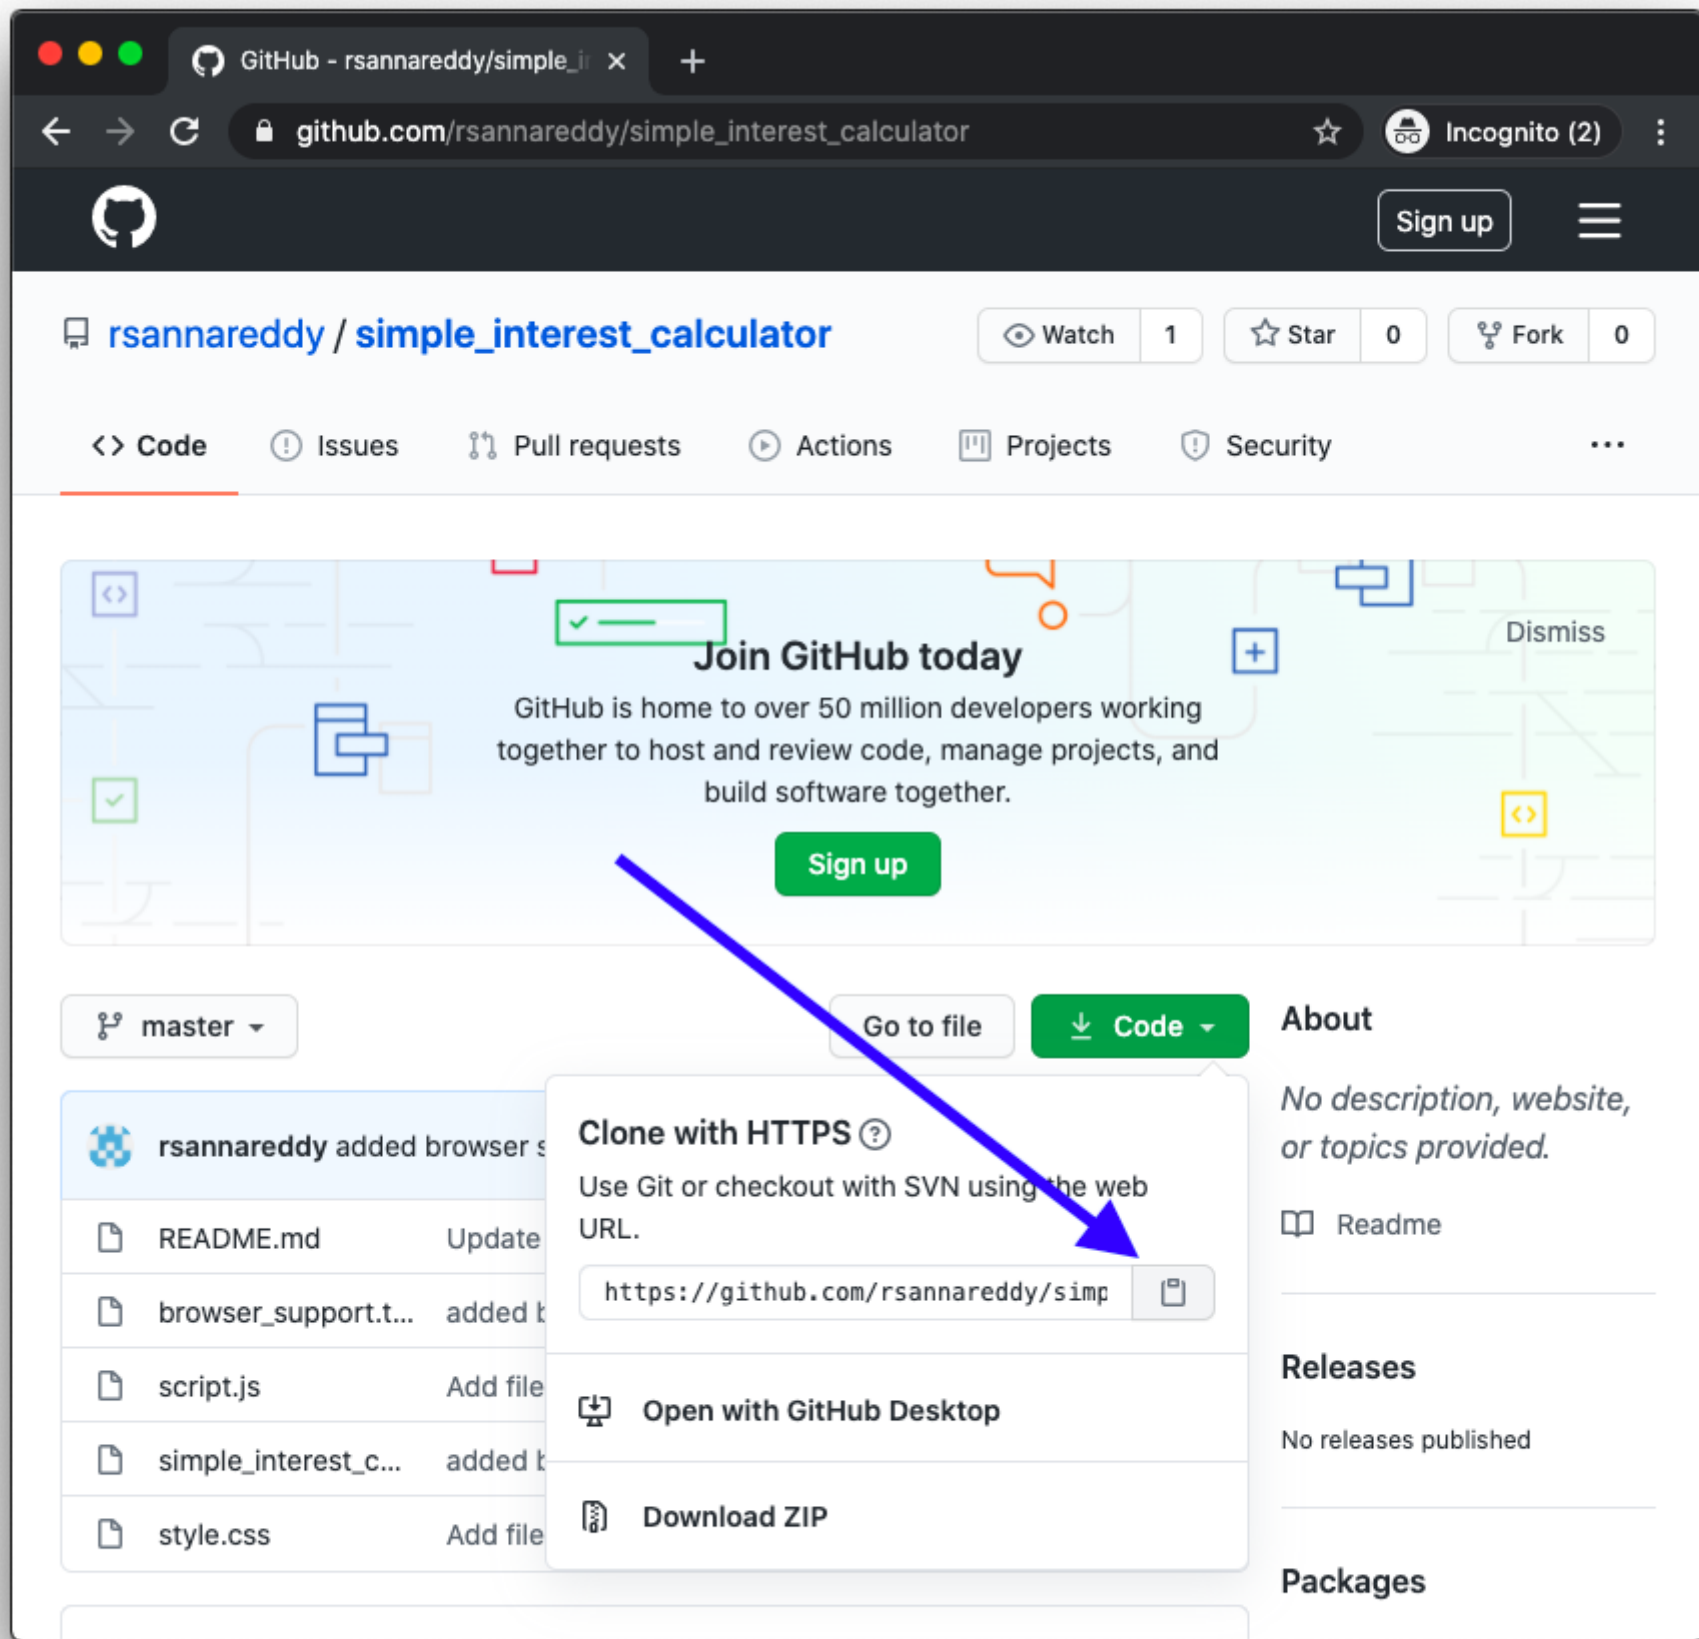 GitHub - rsannareddy/simple_i
github.com/rsannareddy/simple_interest_calculator
Incognito (2)
Sign up
rsannareddy / simple_interest_calculator
Watch 1
Star 0
Fork 0
<> Code
Issues
Pull requests
Actions
Projects
Security
...
Dismiss
Join GitHub today
GitHub is home to over 50 million developers working
together to host and review code, manage projects, and
build software together.
Sign up
master
Go to file
Code
rsannareddy added browser s
README.md Update
browser_support.t... added b
script.js Add file
simple_interest_c... added b
style.css Add file
Clone with HTTPS
Use Git or checkout with SVN using the web
URL.
https://github.com/rsannareddy/simp
Open with GitHub Desktop
Download ZIP
About
No description, website,
or topics provided.
Readme
Releases
No releases published
Packages